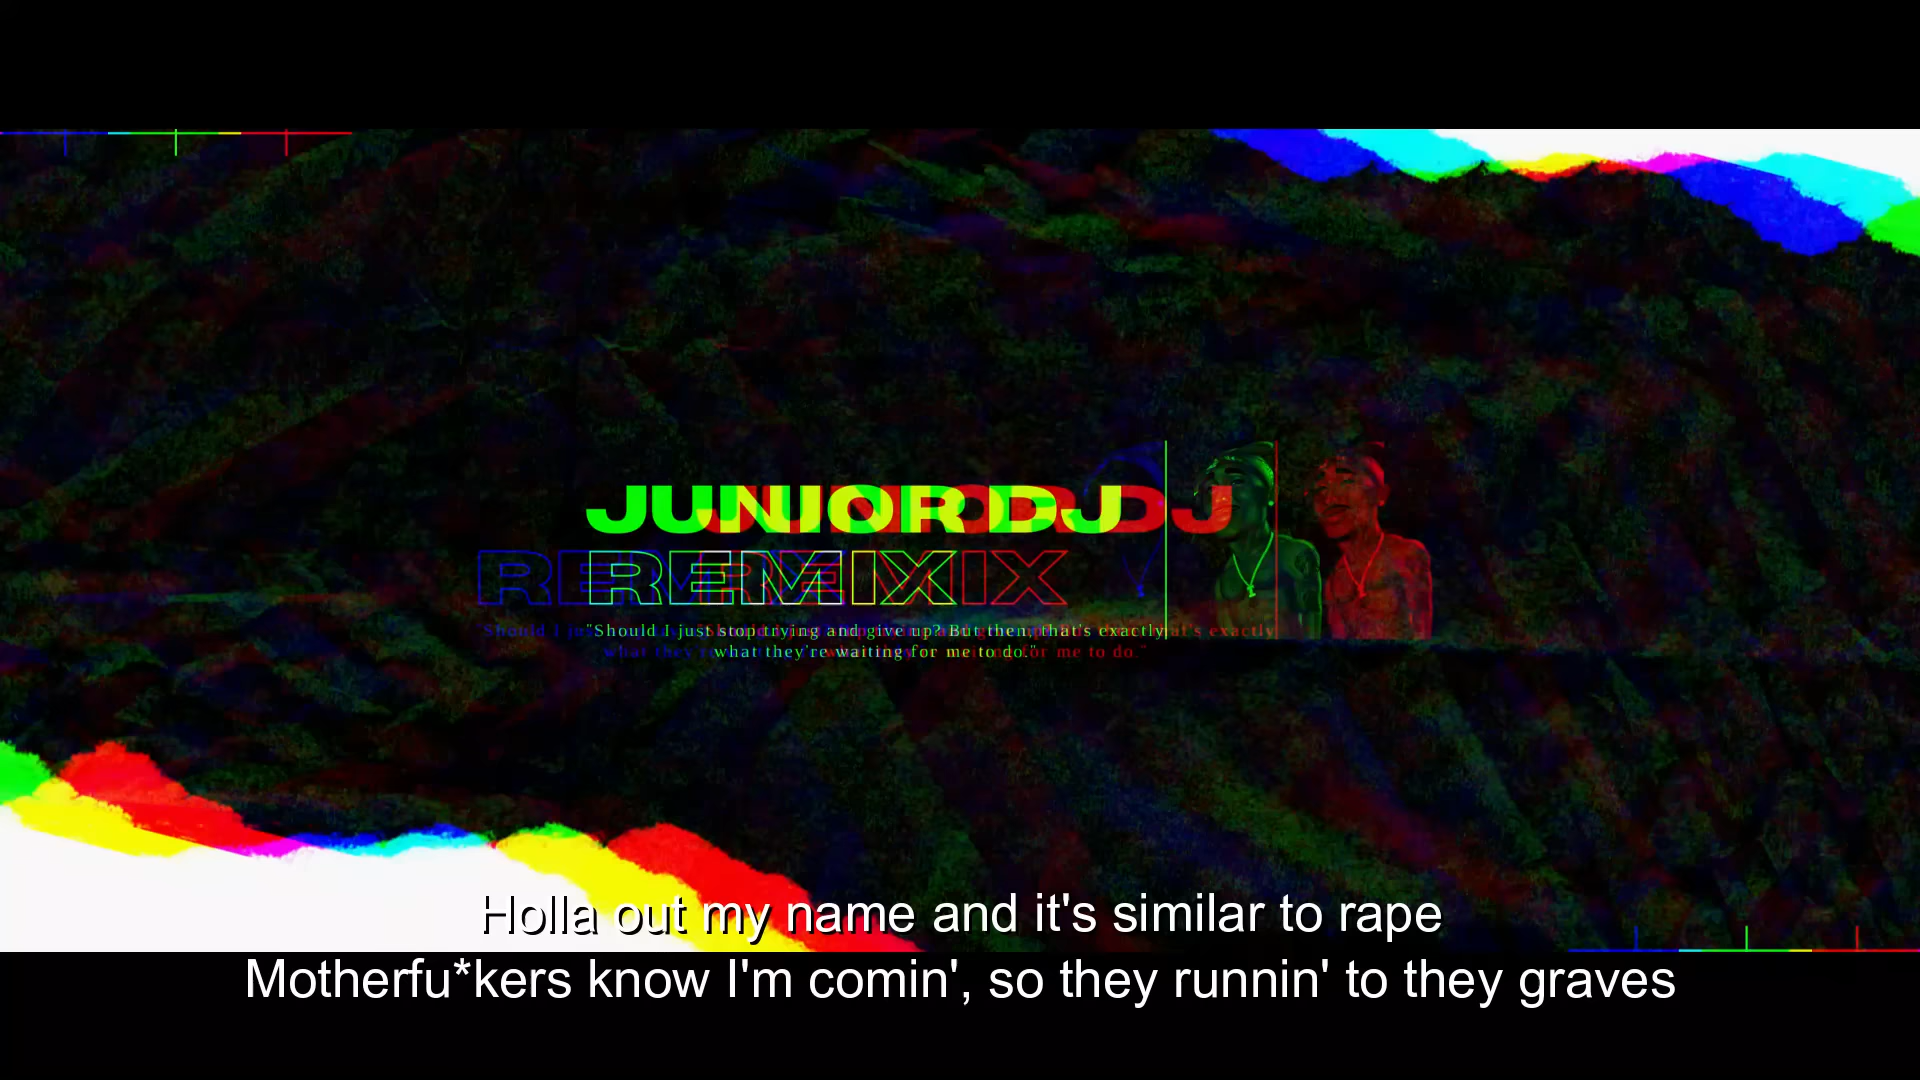 JUNIOR DJ
REMIX
"Should I just stop trying and give up? But then, that's exactly
what they're waiting for me to do."
Holla out my name and it's similar to rape
Motherfu*kers know I'm comin', so they runnin' to they graves